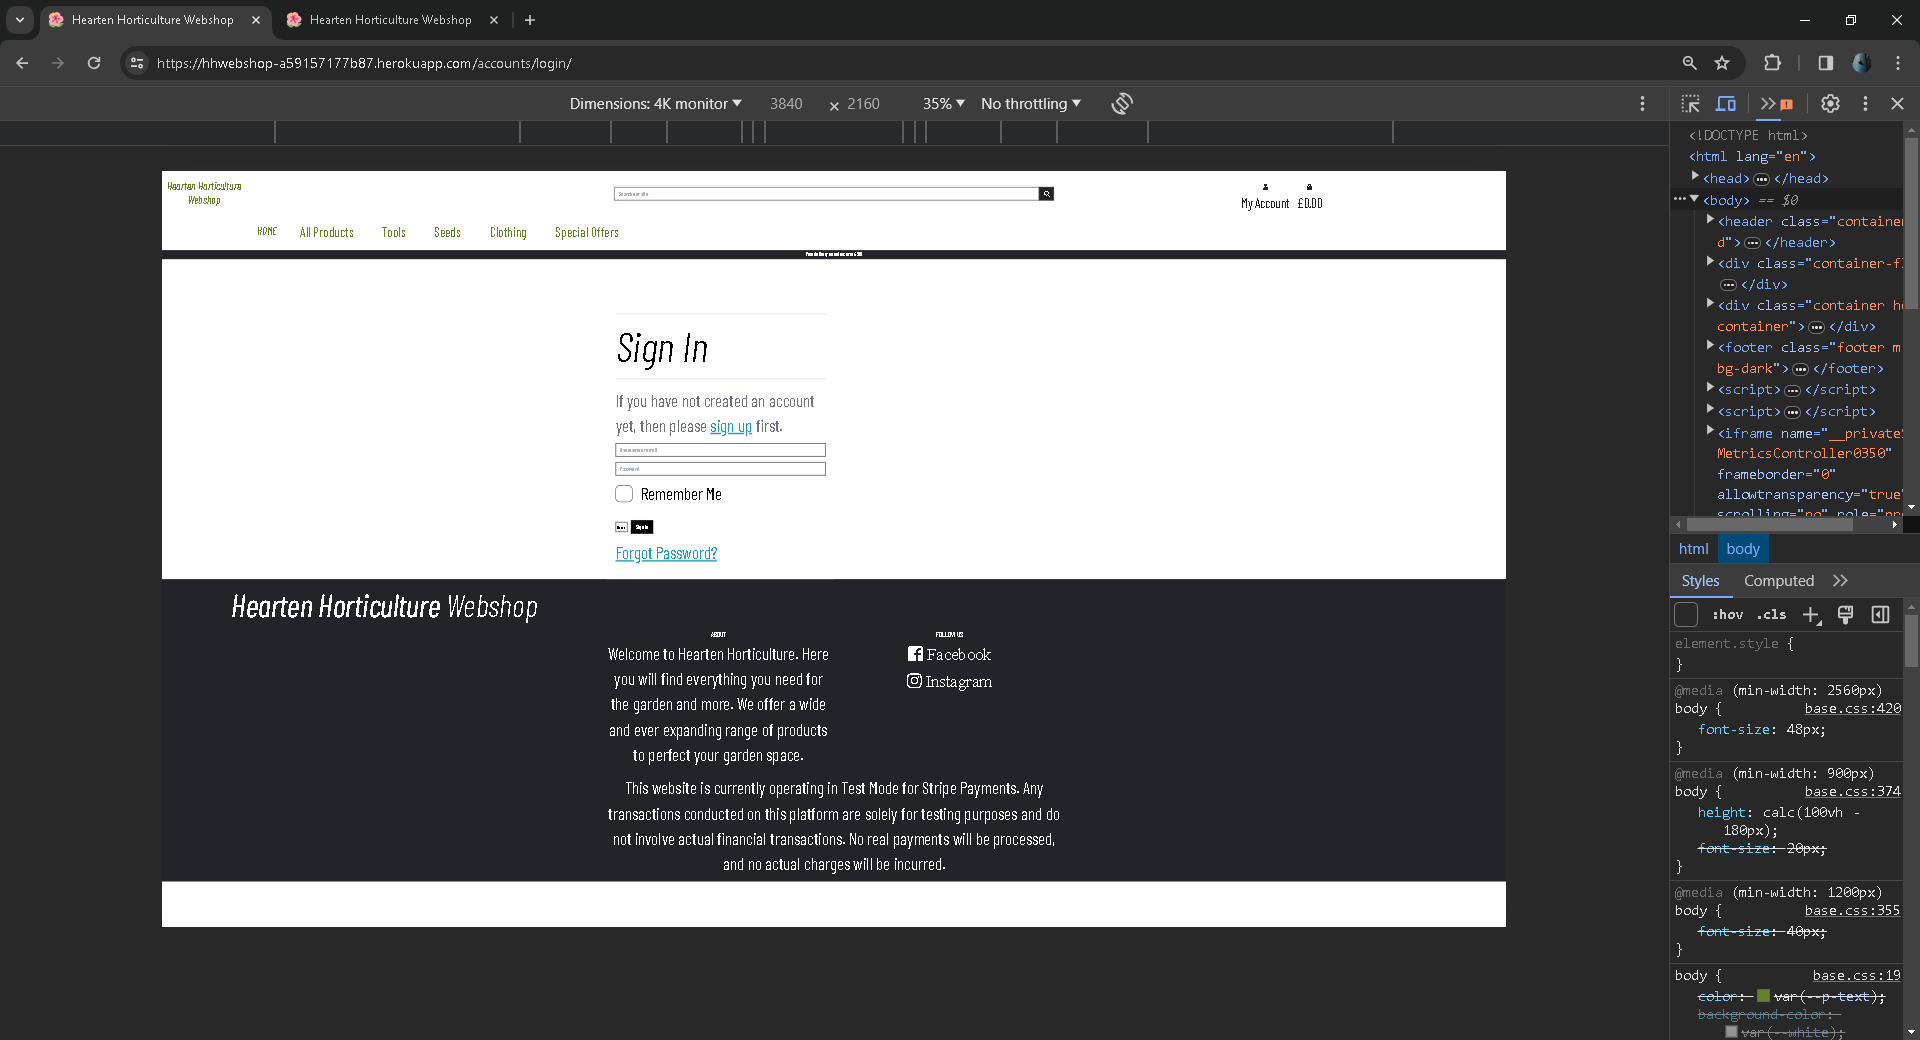 Hearten Horticulture Webshop
Hearten Horticulture Webshop
https://hhwebshop-a59157177b87.herokuapp.com/accounts/login/
Dimensions: 4K monitor 3840 × 2160 35% No throttling
Hearten Horticulture
Webshop
My Account £0.00
HOME All Products Tools Seeds Clothing Special Offers
Sign In
If you have not created an account
yet, then please sign up first.
Password
Remember Me
Sign In
Forgot Password?
Hearten Horticulture Webshop
ABOUT
Welcome to Hearten Horticulture. Here
you will find everything you need for
the garden and more. We offer a wide
and ever expanding range of products
to perfect your garden space.
FOLLOW US
Facebook
Instagram
This website is currently operating in Test Mode for Stripe Payments. Any
transactions conducted on this platform are solely for testing purposes and do
not involve actual financial transactions. No real payments will be processed,
and no actual charges will be incurred.
<!DOCTYPE html>
<html lang="en">
<head> ••• </head>
••• <body> == $0
<header class="container
d"> ••• </header>
<div class="container-fl
••• </div>
<div class="container he
container"> ••• </div>
<footer class="footer m
bg-dark"> ••• </footer>
<script> ••• </script>
<script> ••• </script>
<iframe name="__privateS
MetricsController0350"
frameborder="0"
allowtransparency="true"
scrolling="no" role="pre
html body
Styles Computed
:hov .cls
element.style {
}
@media (min-width: 2560px)
body { base.css:420
font-size: 48px;
}
@media (min-width: 900px)
body { base.css:374
height: calc(100vh -
180px);
font-size: 20px;
}
@media (min-width: 1200px)
body { base.css:355
font-size: 40px;
}
body { base.css:19
color: var(--p-text);
background-color:
var(--white);